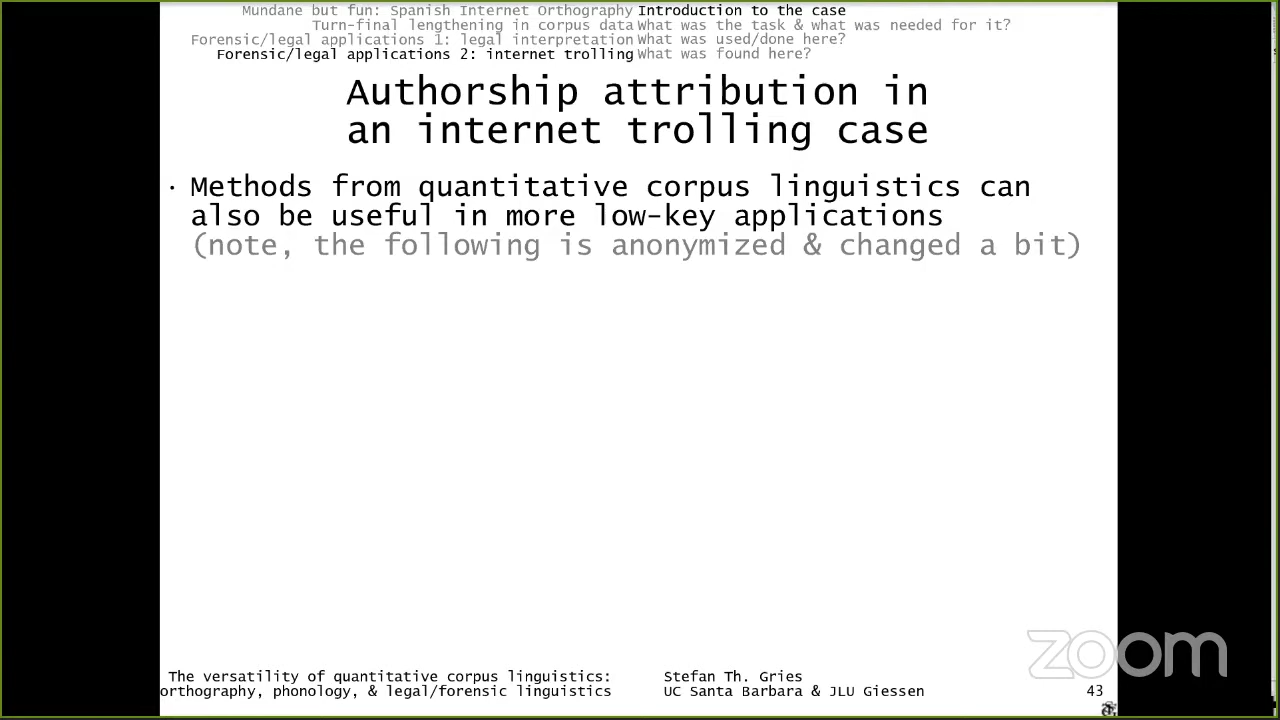 Mundane but fun: Spanish Internet Orthography Introduction to the case
Turn-final lengthening in corpus data What was the task & what was needed for it?
Forensic/legal applications 1: legal interpretation What was used/done here?
Forensic/legal applications 2: internet trolling What was found here?
Authorship attribution in
an internet trolling case
· Methods from quantitative corpus linguistics can
also be useful in more low-key applications
(note, the following is anonymized & changed a bit)
zoom
The versatility of quantitative corpus linguistics: Stefan Th. Gries
orthography, phonology, & legal/forensic linguistics UC Santa Barbara & JLU Giessen 43